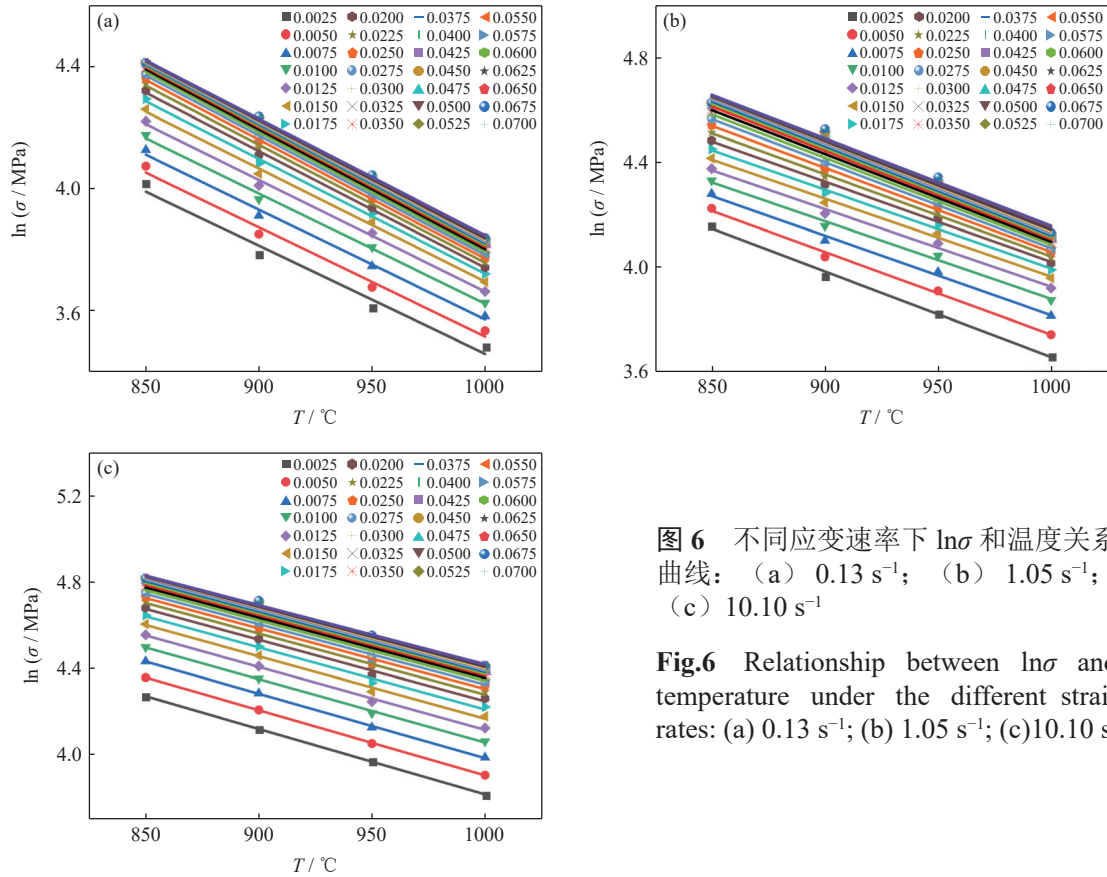 (a)
0.0025 0.0200 0.0375 0.0550
0.0050 0.0225 0.0400 0.0575
0.0075 0.0250 0.0425 0.0600
0.0100 0.0275 0.0450 0.0625
0.0125 0.0300 0.0475 0.0650
0.0150 0.0325 0.0500 0.0675
0.0175 0.0350 0.0525 0.0700
4.4
4.0
3.6
ln (σ / MPa)
850 900 950 1000
T / ℃
(b)
0.0025 0.0200 0.0375 0.0550
0.0050 0.0225 0.0400 0.0575
0.0075 0.0250 0.0425 0.0600
0.0100 0.0275 0.0450 0.0625
0.0125 0.0300 0.0475 0.0650
0.0150 0.0325 0.0500 0.0675
0.0175 0.0350 0.0525 0.0700
4.8
4.4
4.0
3.6
ln (σ / MPa)
850 900 950 1000
T / ℃
(c)
0.0025 0.0200 0.0375 0.0550
0.0050 0.0225 0.0400 0.0575
0.0075 0.0250 0.0425 0.0600
0.0100 0.0275 0.0450 0.0625
0.0125 0.0300 0.0475 0.0650
0.0150 0.0325 0.0500 0.0675
0.0175 0.0350 0.0525 0.0700
5.2
4.8
4.4
4.0
ln (σ / MPa)
850 900 950 1000
T / ℃
图 6 不同应变速率下 lnσ 和温度关系
曲线：（a） 0.13 s⁻¹；（b） 1.05 s⁻¹；
（c）10.10 s⁻¹
Fig.6 Relationship between lnσ and
temperature under the different strain
rates: (a) 0.13 s⁻¹; (b) 1.05 s⁻¹; (c)10.10 s